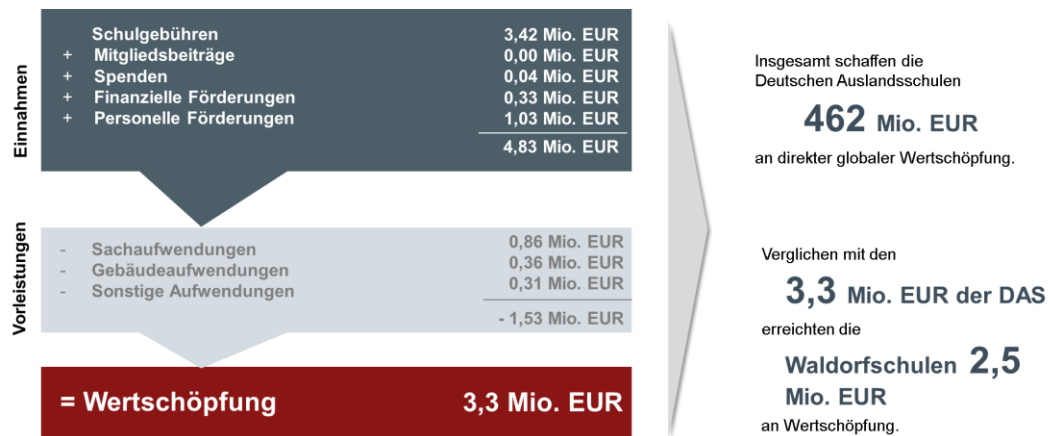 Einnahmen
Schulgebühren 3,42 Mio. EUR
+ Mitgliedsbeiträge 0,00 Mio. EUR
+ Spenden 0,04 Mio. EUR
+ Finanzielle Förderungen 0,33 Mio. EUR
+ Personelle Förderungen 1,03 Mio. EUR
4,83 Mio. EUR
Vorleistungen
- Sachaufwendungen 0,86 Mio. EUR
- Gebäudeaufwendungen 0,36 Mio. EUR
- Sonstige Aufwendungen 0,31 Mio. EUR
- 1,53 Mio. EUR
= Wertschöpfung 3,3 Mio. EUR
Insgesamt schaffen die
Deutschen Auslandsschulen
462 Mio. EUR
an direkter globaler Wertschöpfung.
Verglichen mit den
3,3 Mio. EUR der DAS
erreichten die
Waldorfschulen 2,5
Mio. EUR
an Wertschöpfung.